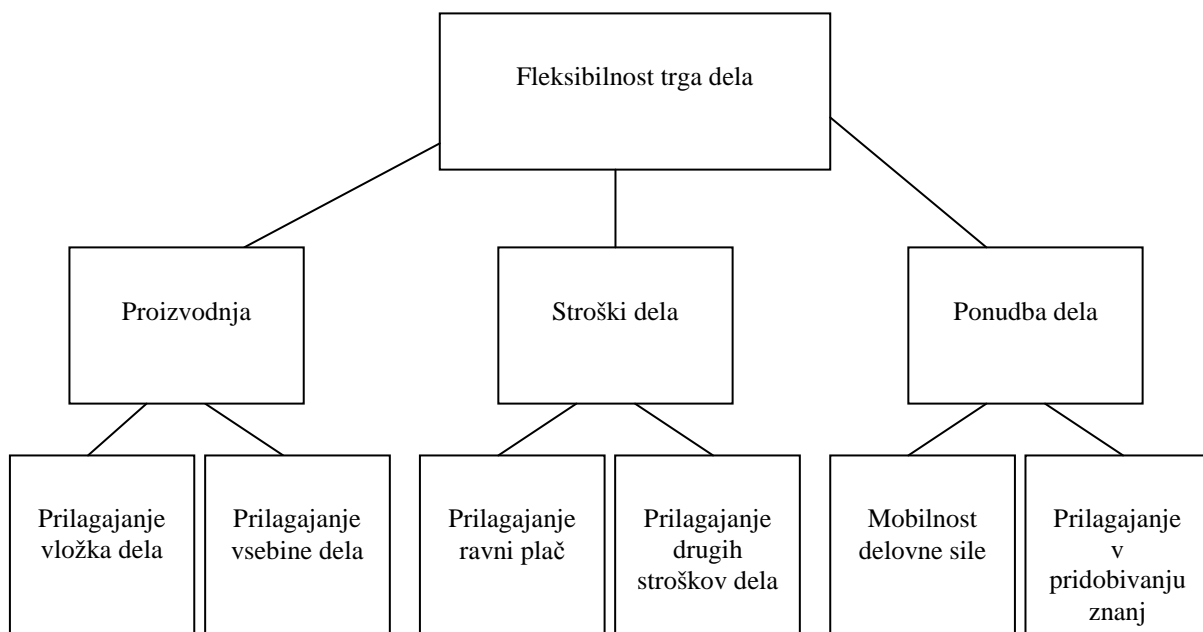 Fleksibilnost trga dela
Proizvodnja
Stroški dela
Ponudba dela
Prilagajanje
vložka dela
Prilagajanje
vsebine dela
Prilagajanje
ravni plač
Prilagajanje
drugih
stroškov dela
Mobilnost
delovne sile
Prilagajanje
v
pridobivanju
znanj